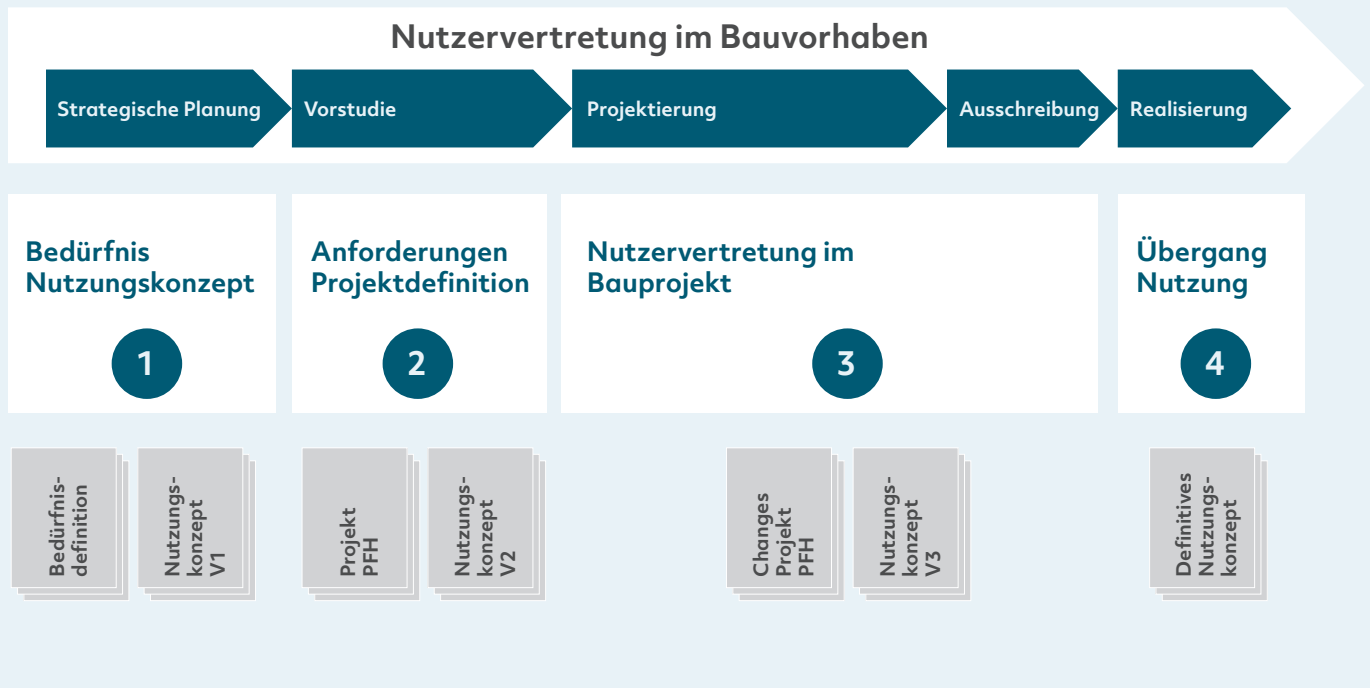 Nutzervertretung im Bauvorhaben
Strategische Planung
Vorstudie
Projektierung
Ausschreibung
Realisierung
Bedürfnis
Nutzungskonzept
1
Anforderungen
Projektdefinition
2
Nutzervertretung im
Bauprojekt
3
Übergang
Nutzung
4
Bedürfnis-
definition
Nutzungs-
konzept
V1
Projekt
PFH
Nutzungs-
konzept
V2
Changes
Projekt
PFH
Nutzungs-
konzept
V3
Definitives
Nutzungs-
konzept